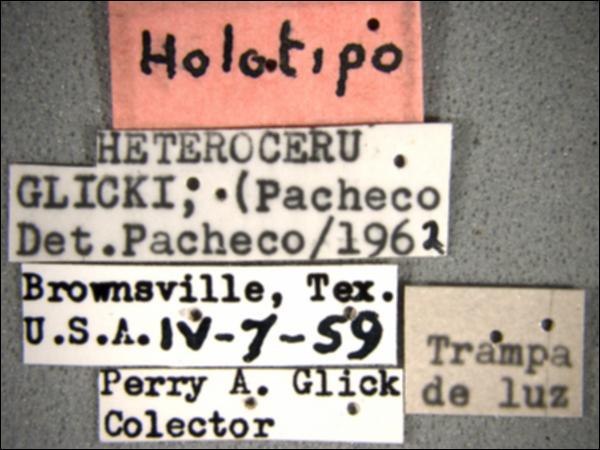 Holotipo
HETEROCERU
GLICKI; (Pacheco
Det.Pacheco/1962
Brownsville, Tex.
U.S.A. IV-7-59
Perry A. Glick
Colector
Trampa
de luz